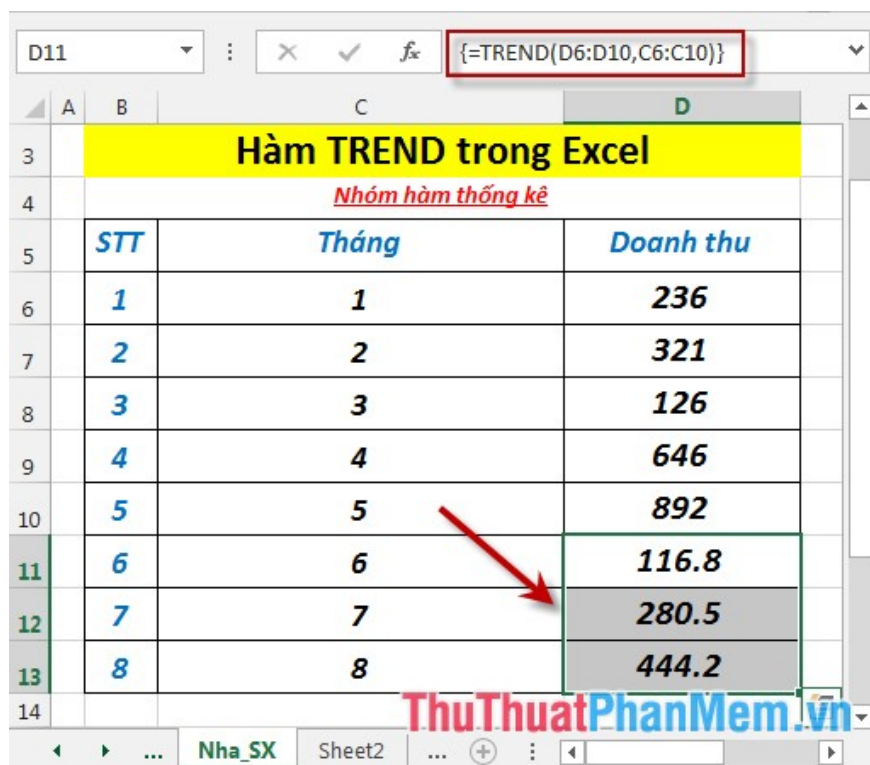 D11 fx {=TREND(D6:D10,C6:C10)}
A B C D
3 Hàm TREND trong Excel
4 Nhóm hàm thống kê
5 STT Tháng Doanh thu
6 1 1 236
7 2 2 321
8 3 3 126
9 4 4 646
10 5 5 892
11 6 6 116.8
12 7 7 280.5
13 8 8 444.2
14 ThuThuatPhanMem.vn
... Nha_SX Sheet2 ...